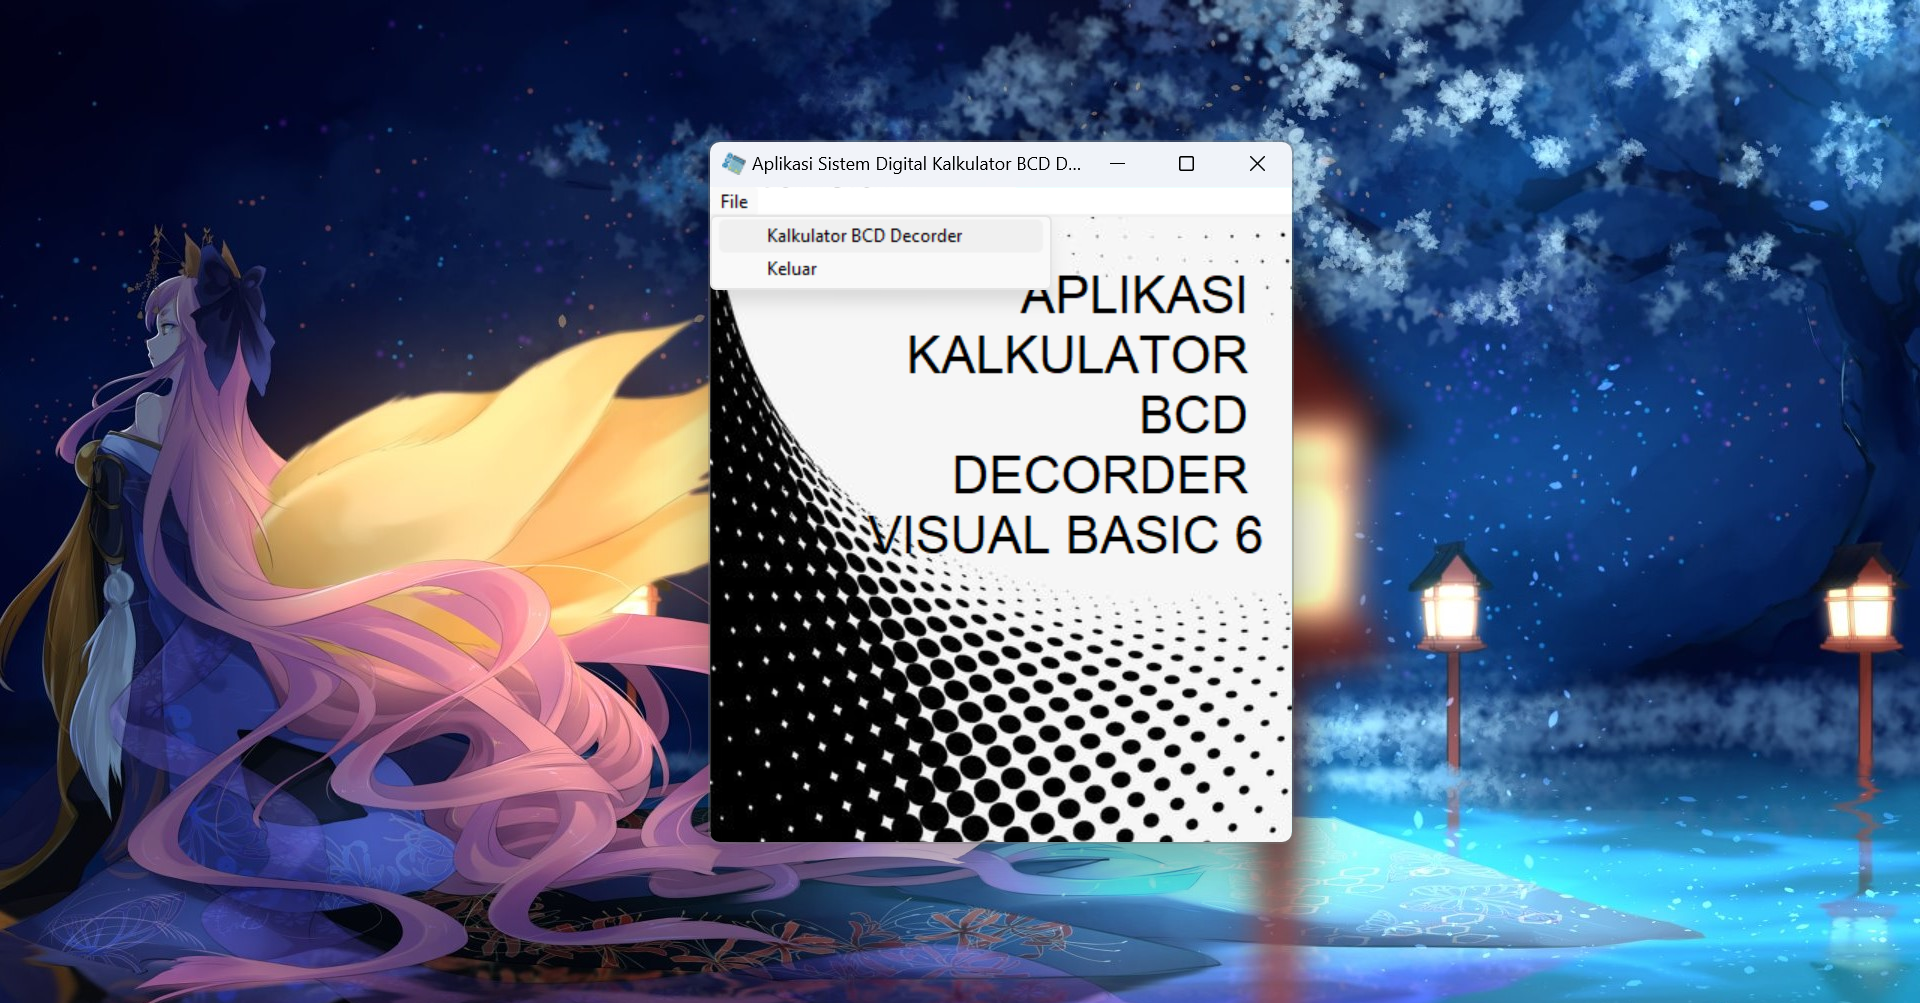 Aplikasi Sistem Digital Kalkulator BCD D...
File
Kalkulator BCD Decorder
Keluar
APLIKASI
KALKULATOR
BCD
DECORDER
VISUAL BASIC 6